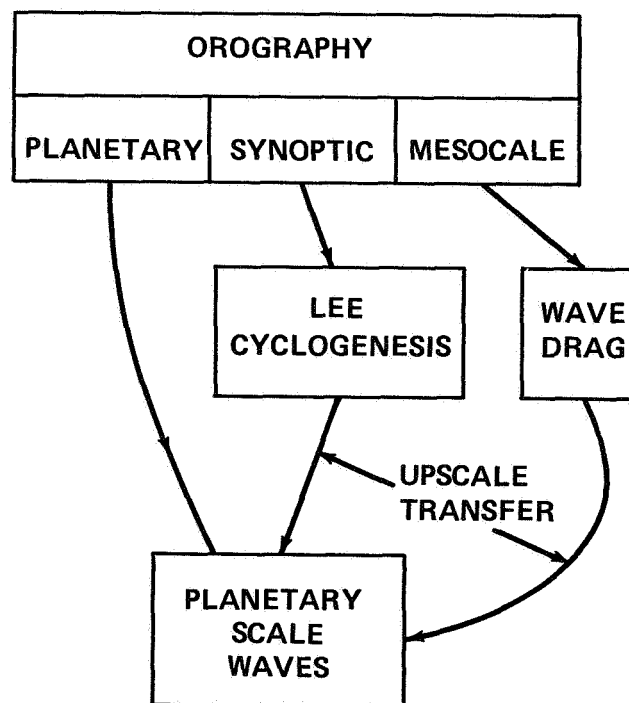 OROGRAPHY
PLANETARY SYNOPTIC MESOCALE
LEE
CYCLOGENESIS
WAVE
DRAG
UPSCALE
TRANSFER
PLANETARY
SCALE
WAVES